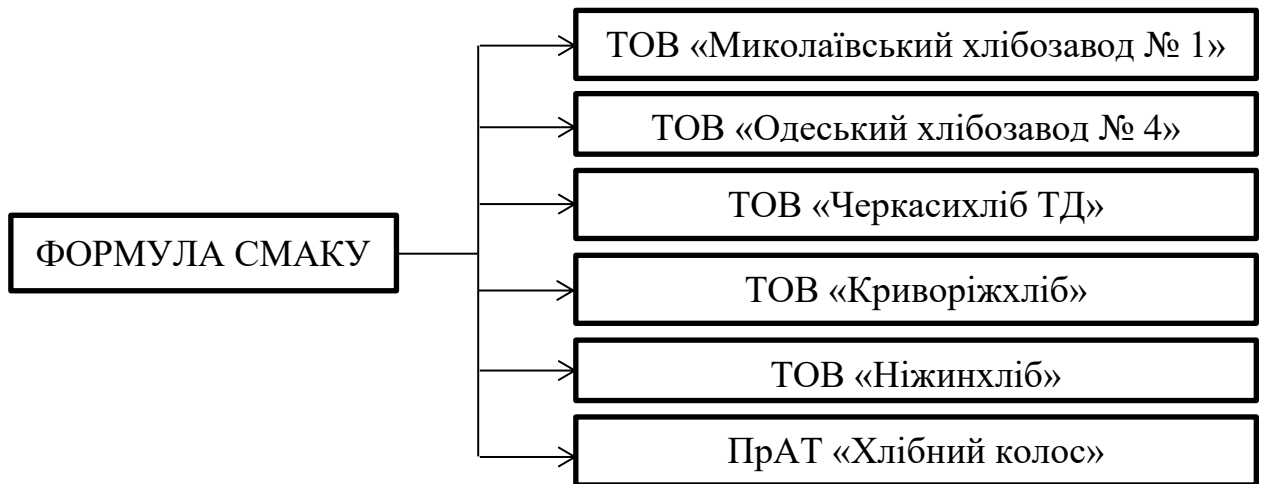 ТОВ «Миколаївський хлібозавод № 1»
ТОВ «Одеський хлібозавод № 4»
ТОВ «Черкасихліб ТД»
ФОРМУЛА СМАКУ
ТОВ «Криворіжхліб»
ТОВ «Ніжинхліб»
ПрАТ «Хлібний колос»